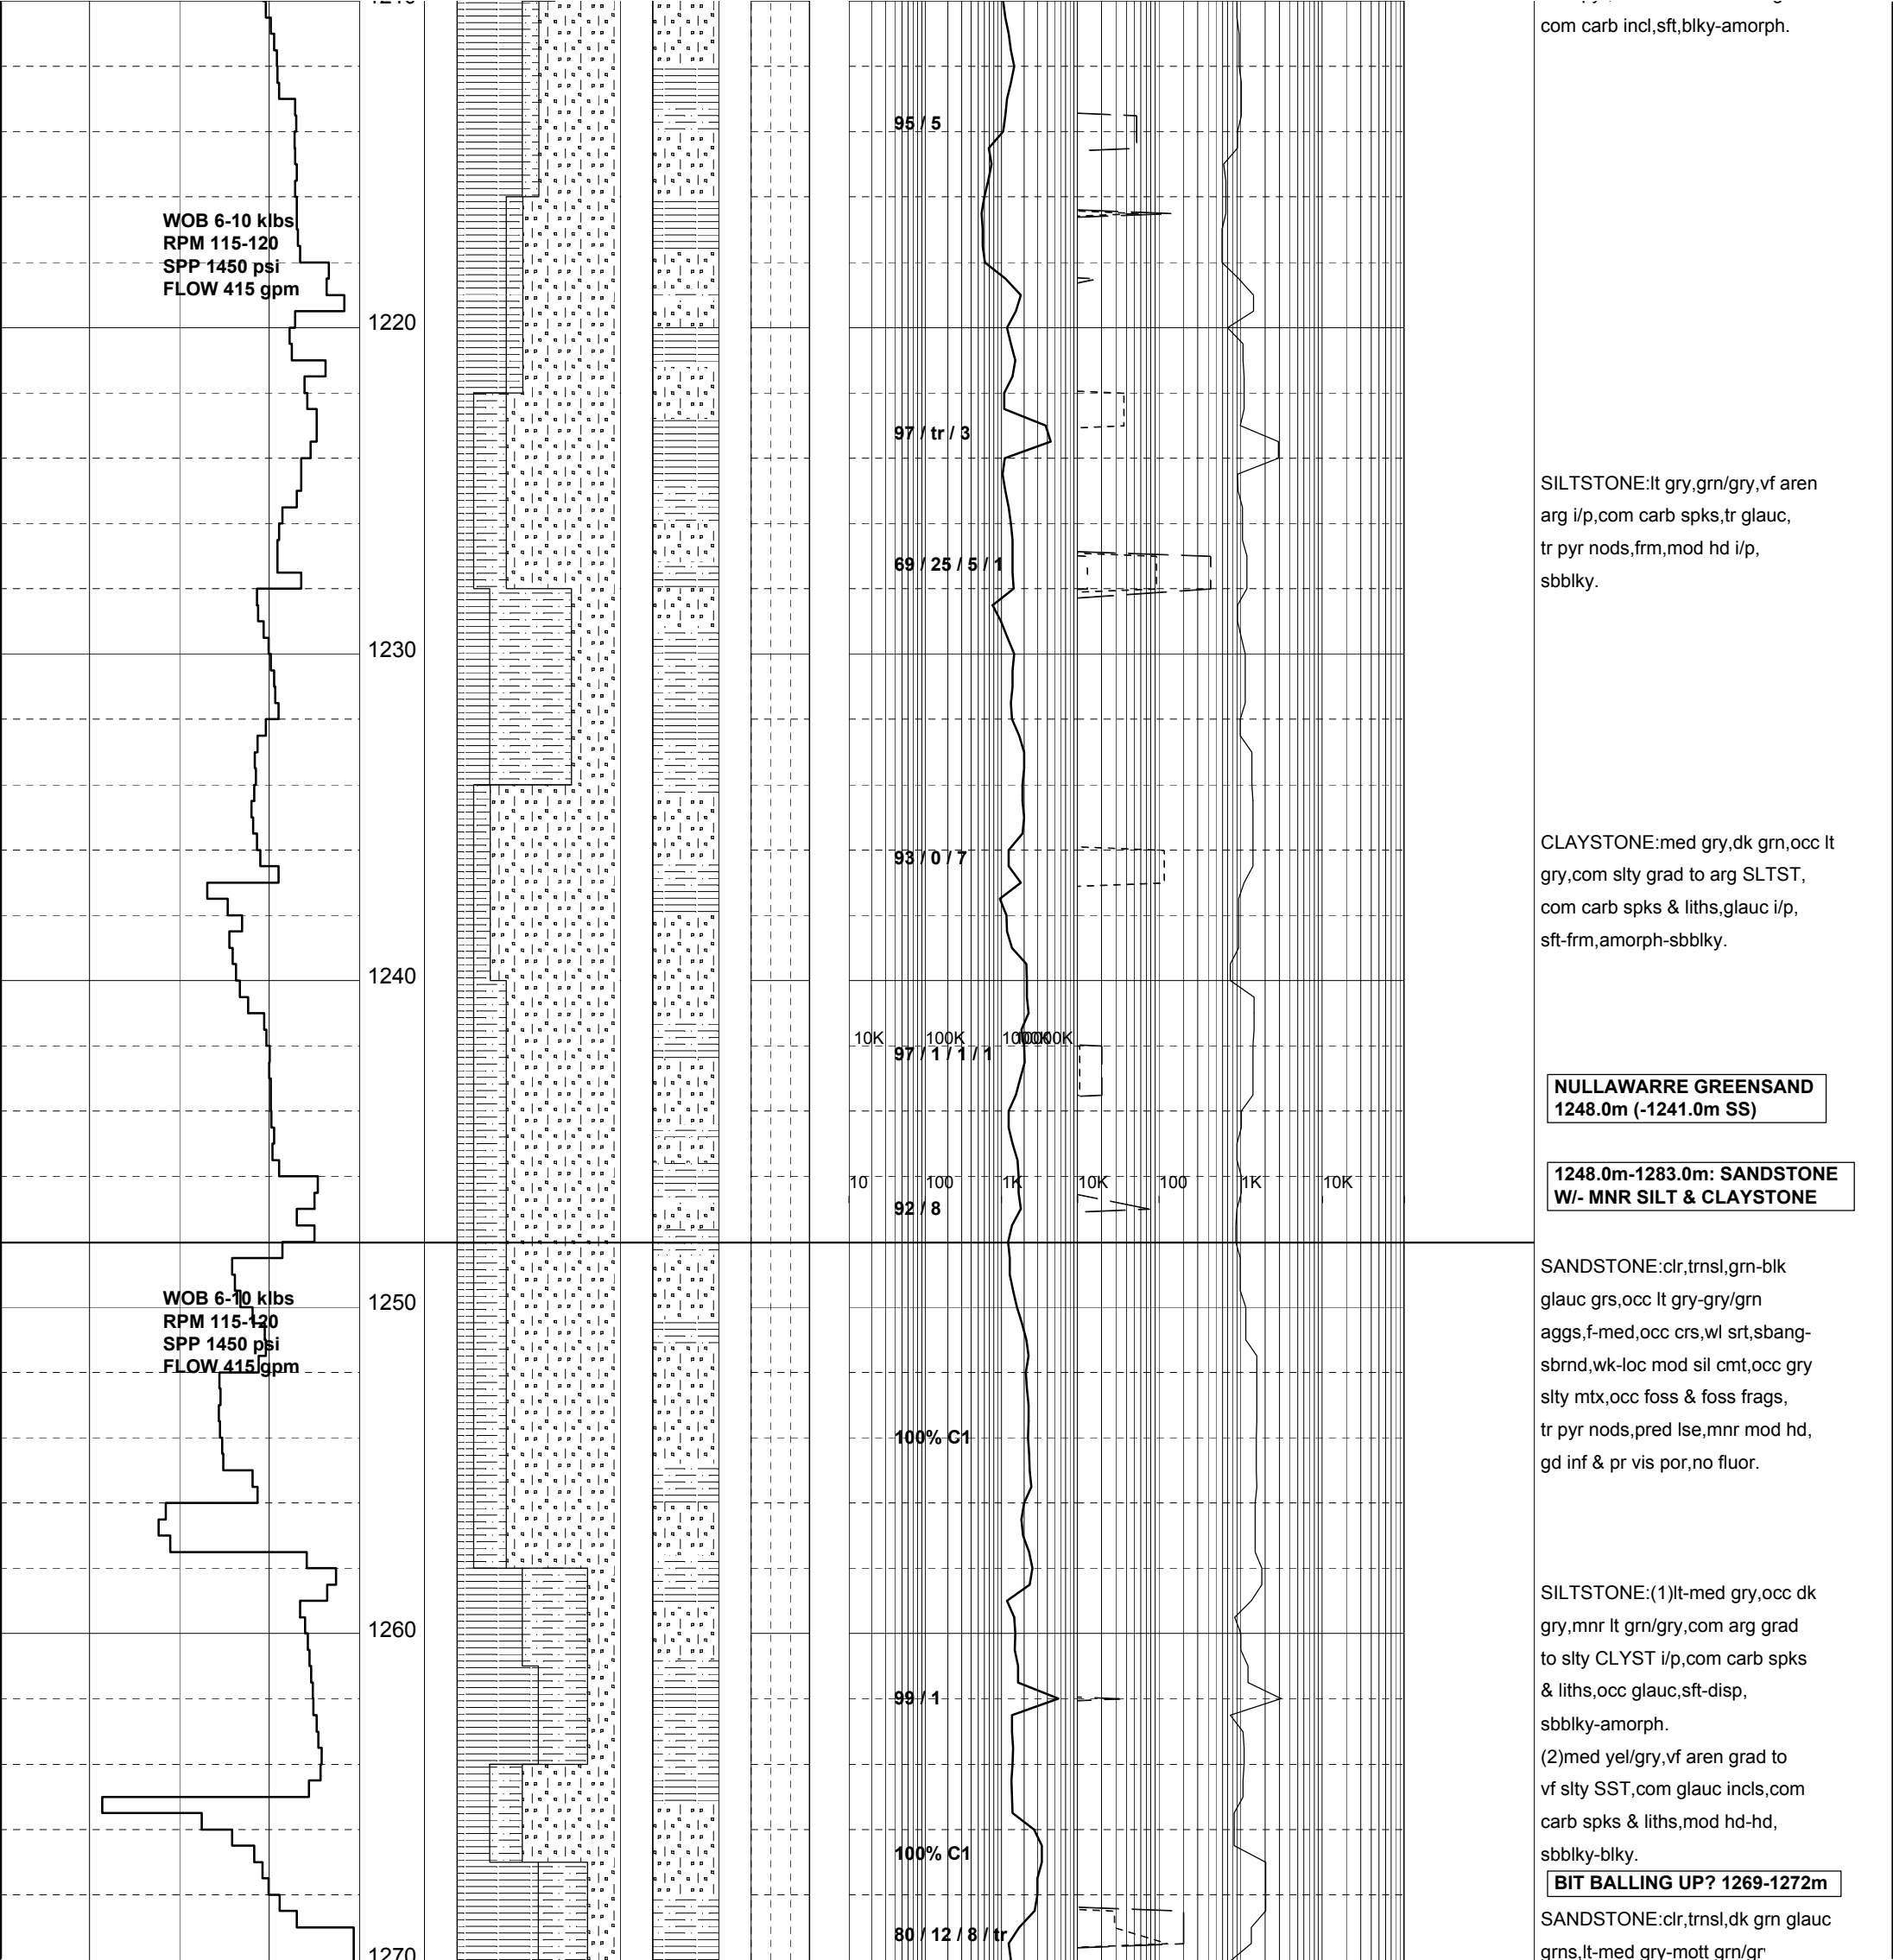 com carb incl,sft,blky-amorph.
95 / 5
WOB 6-10 klbs
RPM 115-120
SPP 1450 psi
FLOW 415 gpm
1220
97 / tr / 3
SILTSTONE:lt gry,grn/gry,vf aren
arg i/p,com carb spks,tr glauc,
tr pyr nods,frm,mod hd i/p,
sbblky.
69 / 25 / 5 / 1
1230
CLAYSTONE:med gry,dk grn,occ lt
gry,com slty grad to arg SLTST,
com carb spks & liths,glauc i/p,
sft-frm,amorph-sbblky.
93 / 0 / 7
1240
10K 100K
97 / 1 / 1 / 1
NULLAWARRE GREENSAND
1248.0m (-1241.0m SS)
1248.0m-1283.0m: SANDSTONE
W/- MNR SILT & CLAYSTONE
10 100 1K 10K 100 1K 10K
92 / 8
SANDSTONE:clr,trnsl,grn-blk
glauc grs,occ lt gry-gry/grn
aggs,f-med,occ crs,wl srt,sbang-
sbrnd,wk-loc mod sil cmt,occ gry
slty mtx,occ foss & foss frags,
tr pyr nods,pred lse,mnr mod hd,
gd inf & pr vis por,no fluor.
WOB 6-10 klbs
RPM 115-120
SPP 1450 psi
FLOW 415 gpm
1250
100% C1
SILTSTONE:(1)lt-med gry,occ dk
gry,mnr lt grn/gry,com arg grad
to slty CLYST i/p,com carb spks
& liths,occ glauc,sft-disp,
sbblky-amorph.
(2)med yel/gry,vf aren grad to
vf slty SST,com glauc incls,com
carb spks & liths,mod hd-hd,
sbblky-blky.
1260
99 / 1
100% C1
BIT BALLING UP? 1269-1272m
80 / 12 / 8 / tr
SANDSTONE:clr,trnsl,dk grn glauc
grns,lt-med gry-mott grn/gr
1270